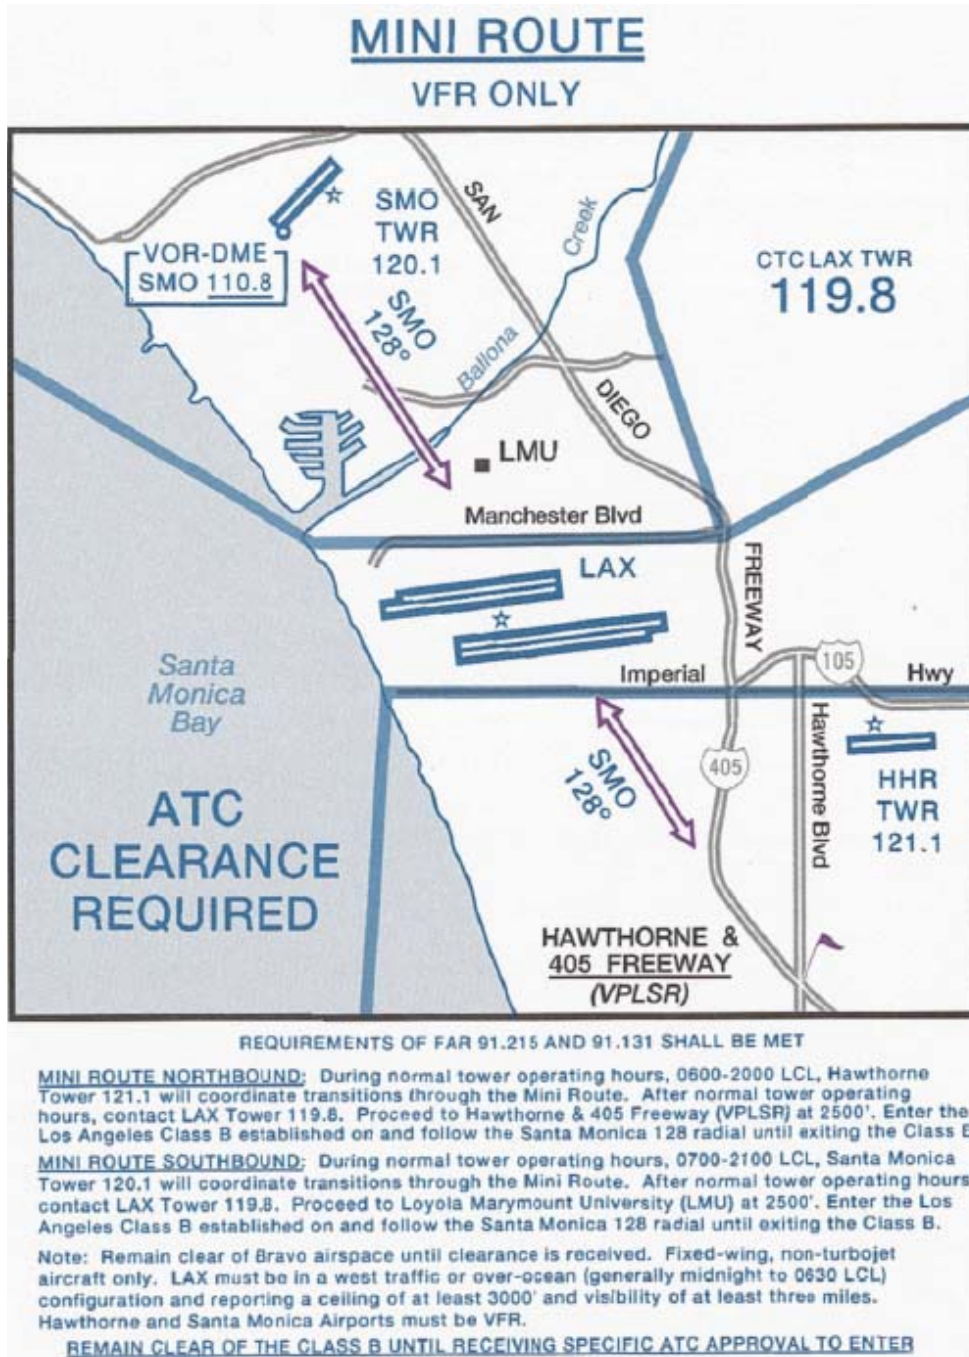 MINI ROUTE
VFR ONLY
SMO
TWR
120.1
VOR-DME
SMO 110.8
SAN
Creek
CTC LAX TWR
119.8
SMO
128°
Ballona
DIEGO
LMU
Manchester Blvd
LAX
FREEWAY
Santa
Monica
Bay
Imperial
105
Hwy
SMO
128°
405
Hawthorne Blvd
HHR
TWR
121.1
ATC
CLEARANCE
REQUIRED
HAWTHORNE &
405 FREEWAY
(VPLSR)
REQUIREMENTS OF FAR 91.215 AND 91.131 SHALL BE MET
MINI ROUTE NORTHBOUND: During normal tower operating hours, 0600-2000 LCL, Hawthorne
Tower 121.1 will coordinate transitions through the Mini Route. After normal tower operating
hours, contact LAX Tower 119.8. Proceed to Hawthorne & 405 Freeway (VPLSR) at 2500'. Enter the
Los Angeles Class B established on and follow the Santa Monica 128 radial until exiting the Class
MINI ROUTE SOUTHBOUND: During normal tower operating hours, 0700-2100 LCL, Santa Monica
Tower 120.1 will coordinate transitions through the Mini Route. After normal tower operating hours
contact LAX Tower 119.8. Proceed to Loyola Marymount University (LMU) at 2500'. Enter the Los
Angeles Class B established on and follow the Santa Monica 128 radial until exiting the Class B.
Note: Remain clear of Bravo airspace until clearance is received. Fixed-wing, non-turbojet
aircraft only. LAX must be in a west traffic or over-ocean (generally midnight to 0630 LCL)
configuration and reporting a ceiling of at least 3000' and visibility of at least three miles.
Hawthorne and Santa Monica Airports must be VFR.
REMAIN CLEAR OF THE CLASS B UNTIL RECEIVING SPECIFIC ATC APPROVAL TO ENTER